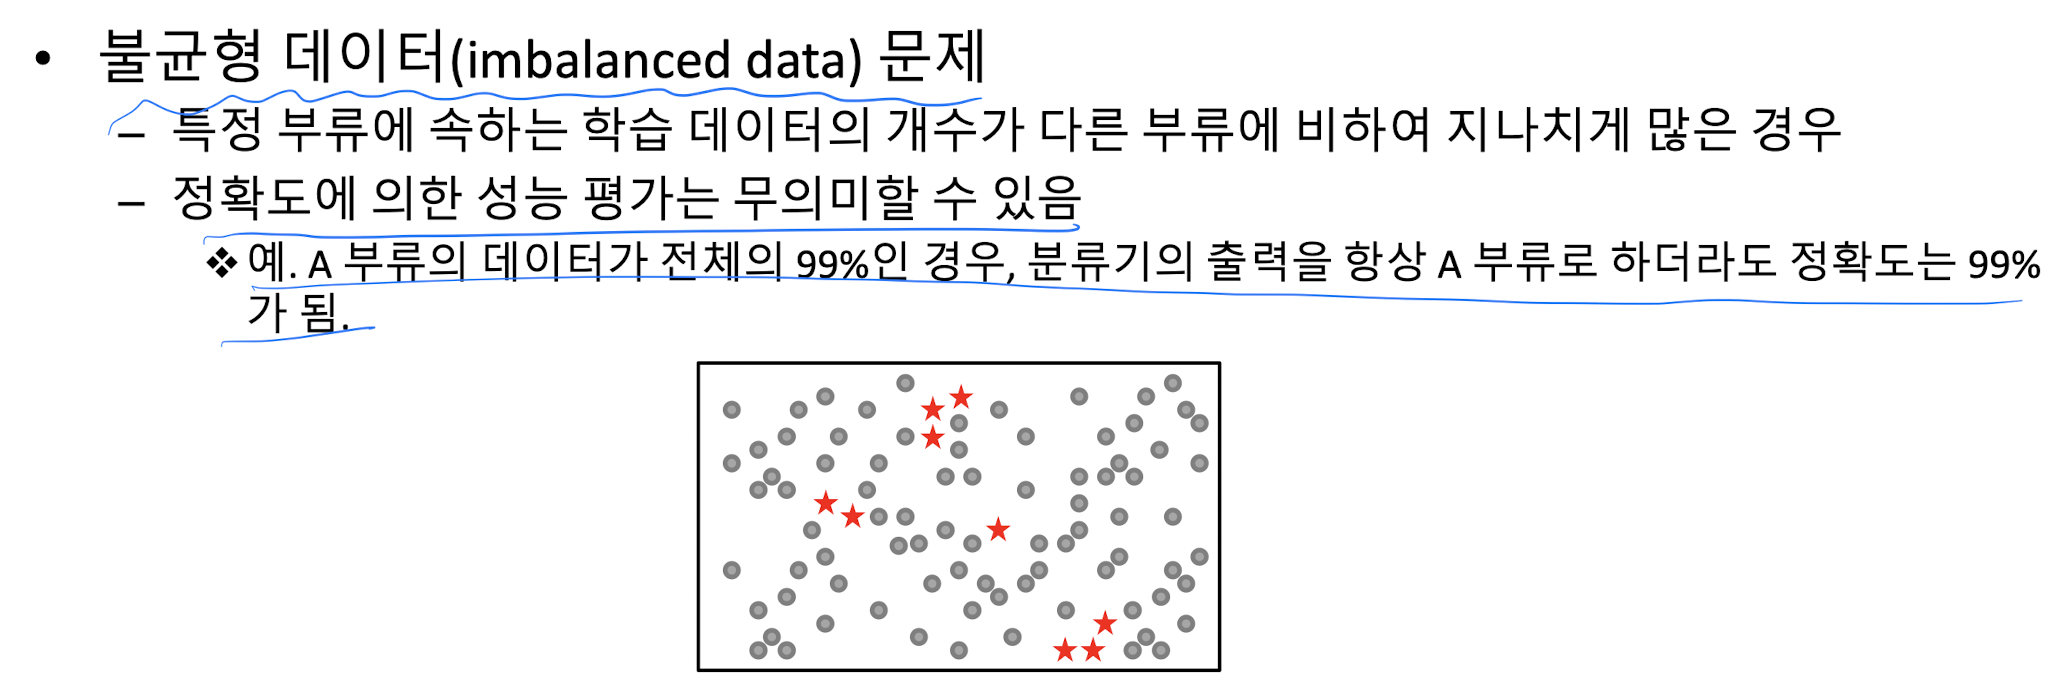 • 불균형 데이터(imbalanced data) 문제
– 특정 부류에 속하는 학습 데이터의 개수가 다른 부류에 비하여 지나치게 많은 경우
– 정확도에 의한 성능 평가는 무의미할 수 있음
❖ 예. A 부류의 데이터가 전체의 99%인 경우, 분류기의 출력을 항상 A 부류로 하더라도 정확도는 99%
가 됨.